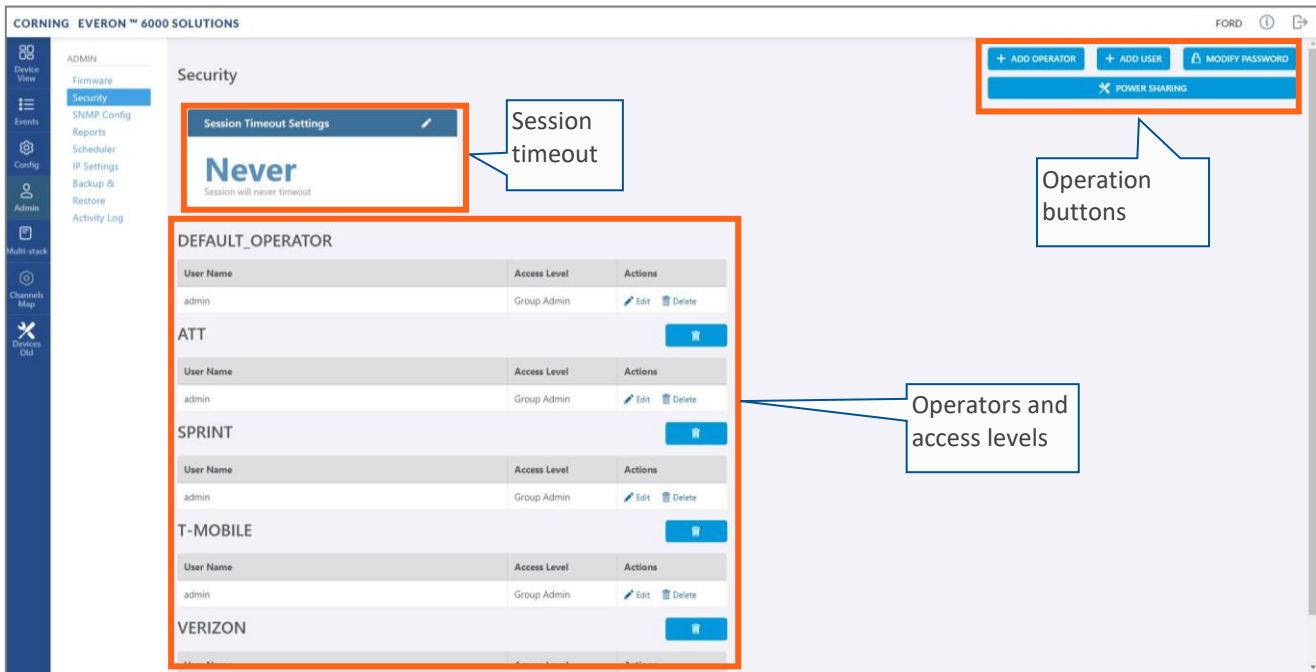 CORNING EVERON ™ 6000 SOLUTIONS
FORD
Device
View
Events
Config
Admin
Multi-stack
Channels
Map
Devices
Old
ADMIN
Firmware
Security
SNMP Config
Reports
Scheduler
IP Settings
Backup &
Restore
Activity Log
Security
+ ADD OPERATOR
+ ADD USER
MODIFY PASSWORD
POWER SHARING
Session Timeout Settings
Never
Session will never timeout
Session
timeout
Operation
buttons
DEFAULT_OPERATOR
User Name Access Level Actions
admin Group Admin Edit Delete
ATT
User Name Access Level Actions
admin Group Admin Edit Delete
Operators and
access levels
SPRINT
User Name Access Level Actions
admin Group Admin Edit Delete
T-MOBILE
User Name Access Level Actions
admin Group Admin Edit Delete
VERIZON